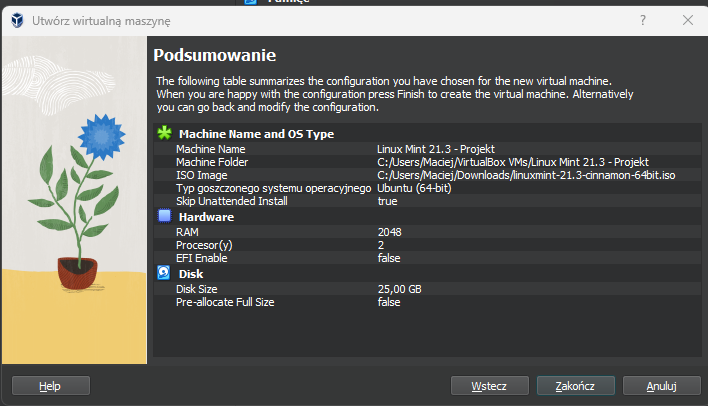 Utwórz wirtualną maszynę
Podsumowanie
The following table summarizes the configuration you have chosen for the new virtual machine.
When you are happy with the configuration press Finish to create the virtual machine. Alternatively
you can go back and modify the configuration.
Machine Name and OS Type
Machine Name Linux Mint 21.3 - Projekt
Machine Folder C:/Users/Maciej/VirtualBox VMs/Linux Mint 21.3 - Projekt
ISO Image C:/Users/Maciej/Downloads/linuxmint-21.3-cinnamon-64bit.iso
Typ goszczonego systemu operacyjnego Ubuntu (64-bit)
Skip Unattended Install true
Hardware
RAM 2048
Procesor(y) 2
EFI Enable false
Disk
Disk Size 25,00 GB
Pre-allocate Full Size false
Help Wstecz Zakończ Anuluj